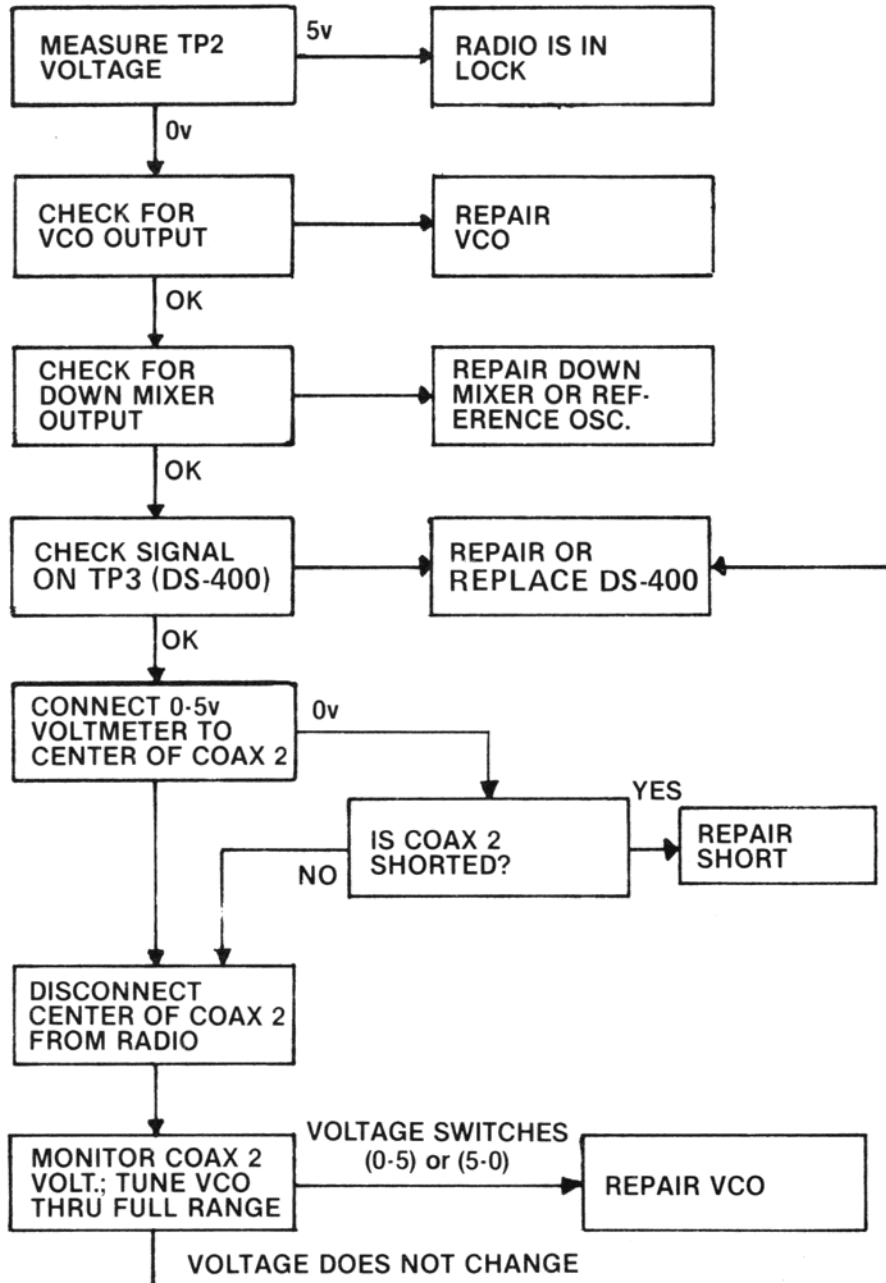 MEASURE TP2
VOLTAGE
5v
RADIO IS IN
LOCK
0v
CHECK FOR
VCO OUTPUT
REPAIR
VCO
OK
CHECK FOR
DOWN MIXER
OUTPUT
REPAIR DOWN
MIXER OR REF-
ERENCE OSC.
OK
CHECK SIGNAL
ON TP3 (DS-400)
REPAIR OR
REPLACE DS-400
OK
CONNECT 0-5v
VOLTMETER TO
CENTER OF COAX 2
0v
IS COAX 2
SHORTED?
YES
REPAIR
SHORT
NO
DISCONNECT
CENTER OF COAX 2
FROM RADIO
MONITOR COAX 2
VOLT.; TUNE VCO
THRU FULL RANGE
VOLTAGE SWITCHES
(0-5) or (5-0)
REPAIR VCO
VOLTAGE DOES NOT CHANGE